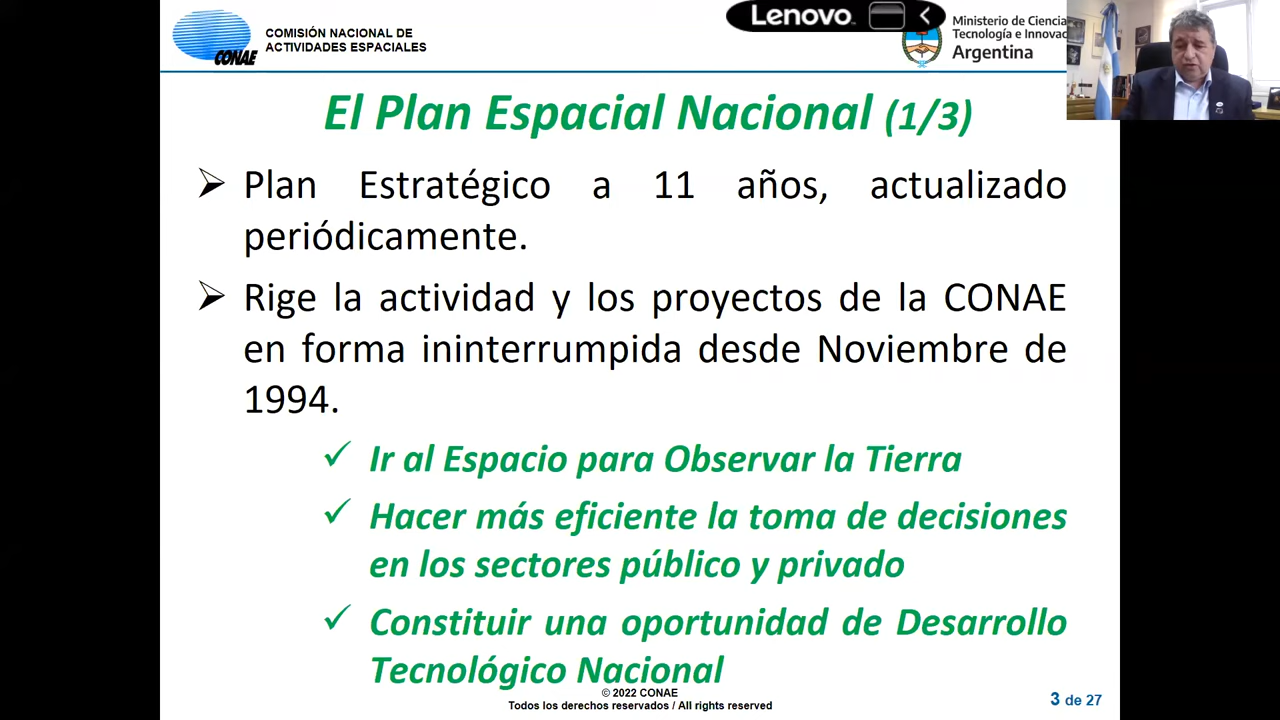 COMISIÓN NACIONAL DE
ACTIVIDADES ESPACIALES
CONAE
Lenovo
Ministerio de Ciencia
Tecnología e Innovac
Argentina
El Plan Espacial Nacional (1/3)
Plan Estratégico a 11 años, actualizado
periódicamente.
Rige la actividad y los proyectos de la CONAE
en forma ininterrumpida desde Noviembre de
1994.
Ir al Espacio para Observar la Tierra
Hacer más eficiente la toma de decisiones
en los sectores público y privado
Constituir una oportunidad de Desarrollo
Tecnológico Nacional
© 2022 CONAE
Todos los derechos reservados / All rights reserved
3 de 27